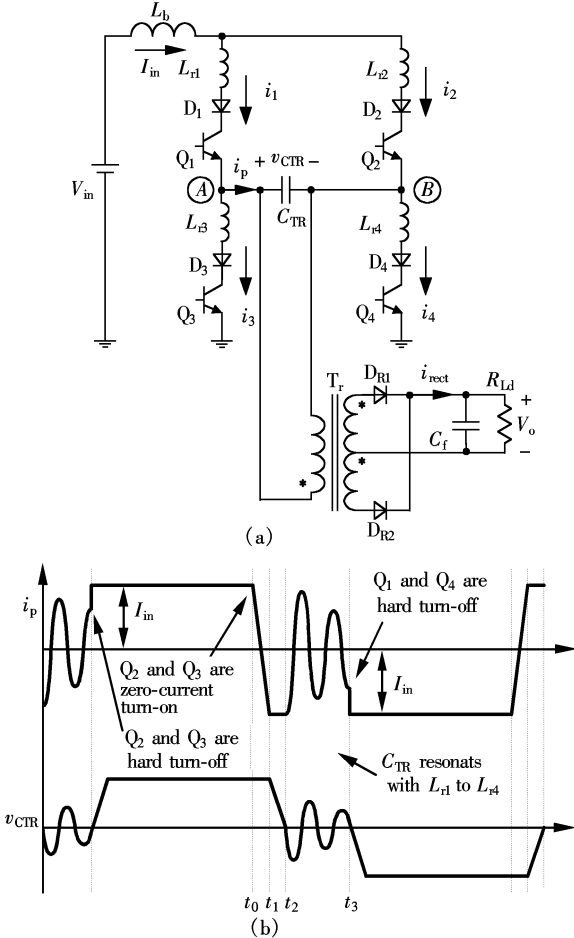 L_b
I_in
L_r1
L_r2
D_1
i_1
D_2
i_2
Q_1
i_p
+ v_CTR −
Q_2
V_in
A
B
C_TR
L_r3
L_r4
D_3
D_4
Q_3
i_3
Q_4
i_4
T_r
D_R1
i_rect
R_Ld
*
*
*
C_f
+
V_o
−
D_R2
(a)
i_p
I_in
Q_1 and Q_4 are
hard turn-off
Q_2 and Q_3 are
zero-current
turn-on
I_in
Q_2 and Q_3 are
hard turn-off
C_TR resonats
with L_r1 to L_r4
v_CTR
t_0 t_1 t_2 t_3
(b)